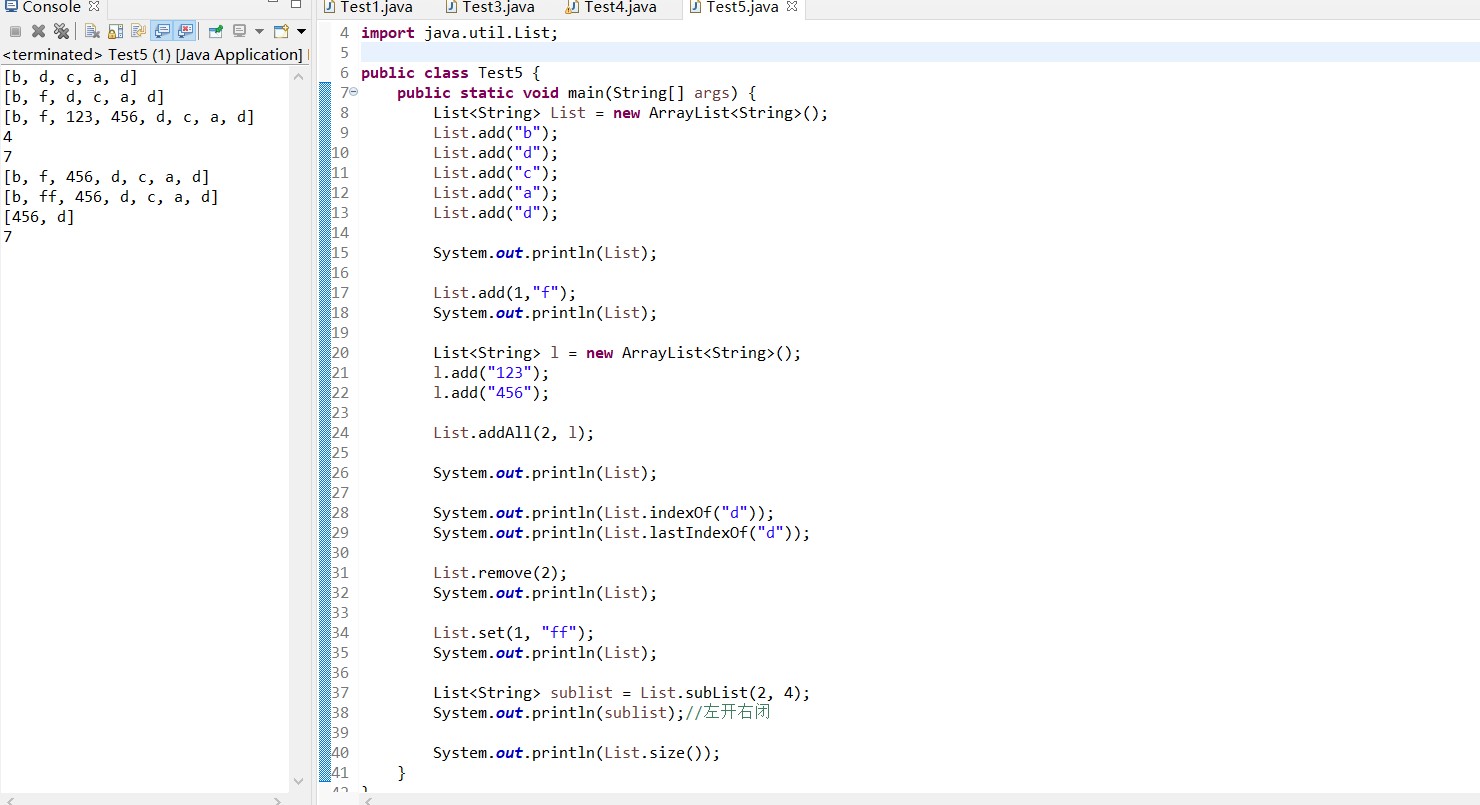 Console
<terminated> Test5 (1) [Java Application]
[b, d, c, a, d]
[b, f, d, c, a, d]
[b, f, 123, 456, d, c, a, d]
4
7
[b, f, 456, d, c, a, d]
[b, ff, 456, d, c, a, d]
[456, d]
7
Test1.java Test3.java Test4.java Test5.java
4 import java.util.List;
5
6 public class Test5 {
7 public static void main(String[] args) {
8 List<String> List = new ArrayList<String>();
9 List.add("b");
10 List.add("d");
11 List.add("c");
12 List.add("a");
13 List.add("d");
14
15 System.out.println(List);
16
17 List.add(1,"f");
18 System.out.println(List);
19
20 List<String> l = new ArrayList<String>();
21 l.add("123");
22 l.add("456");
23
24 List.addAll(2, l);
25
26 System.out.println(List);
27
28 System.out.println(List.indexOf("d"));
29 System.out.println(List.lastIndexOf("d"));
30
31 List.remove(2);
32 System.out.println(List);
33
34 List.set(1, "ff");
35 System.out.println(List);
36
37 List<String> sublist = List.subList(2, 4);
38 System.out.println(sublist);//左开右闭
39
40 System.out.println(List.size());
41 }
42 }